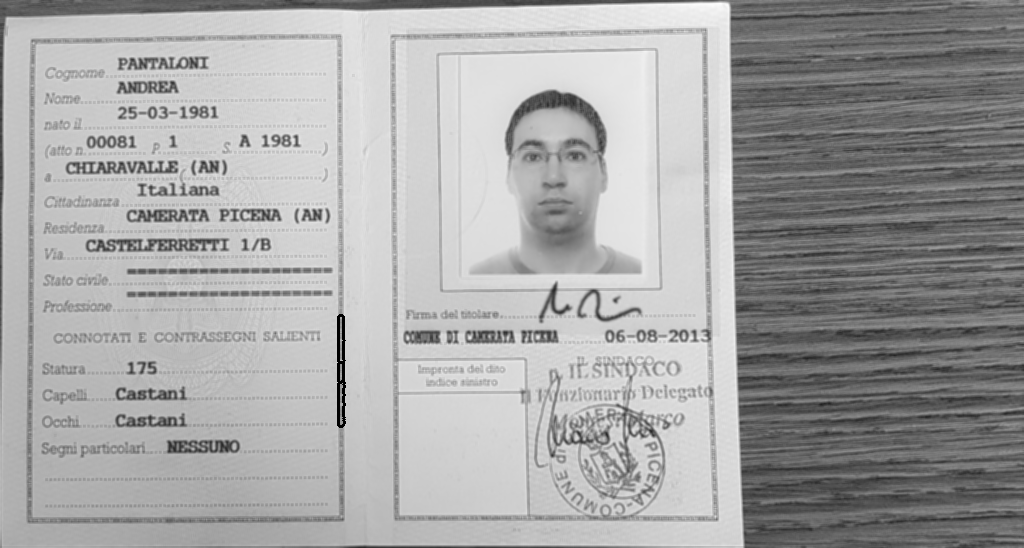 Cognome PANTALONI
Nome ANDREA
nato il 25-03-1981
(atto n. 00081 P. 1 S. A 1981 )
a CHIARAVALLE (AN) )
Cittadinanza Italiana
Residenza CAMERATA PICENA (AN)
Via CASTELFERRETTI 1/B
Stato civile
Professione
CONNOTATI E CONTRASSEGNI SALIENTI
Statura 175
Capelli Castani
Occhi Castani
Segni particolari NESSUNO
Firma del titolare
COMUNE DI CAMERATA PICENA 06-08-2013
Impronta del dito
indice sinistro
IL SINDACO
p. IL SINDACO
Il Funzionario Delegato
COMUNE DI CAMERATA PICENA